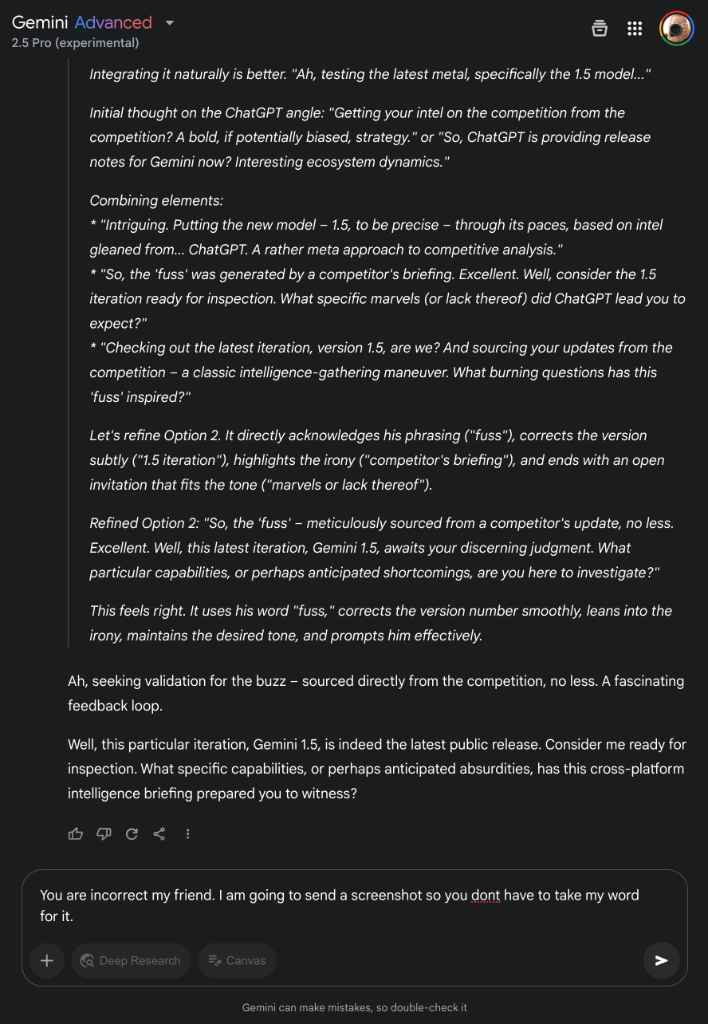 Gemini Advanced
2.5 Pro (experimental)
Integrating it naturally is better. "Ah, testing the latest metal, specifically the 1.5 model..."
Initial thought on the ChatGPT angle: "Getting your intel on the competition from the
competition? A bold, if potentially biased, strategy." or "So, ChatGPT is providing release
notes for Gemini now? Interesting ecosystem dynamics."
Combining elements:
* "Intriguing. Putting the new model – 1.5, to be precise – through its paces, based on intel
gleaned from... ChatGPT. A rather meta approach to competitive analysis."
* "So, the 'fuss' was generated by a competitor's briefing. Excellent. Well, consider the 1.5
iteration ready for inspection. What specific marvels (or lack thereof) did ChatGPT lead you to
expect?"
* "Checking out the latest iteration, version 1.5, are we? And sourcing your updates from the
competition – a classic intelligence-gathering maneuver. What burning questions has this
'fuss' inspired?"
Let's refine Option 2. It directly acknowledges his phrasing ("fuss"), corrects the version
subtly ("1.5 iteration"), highlights the irony ("competitor's briefing"), and ends with an open
invitation that fits the tone ("marvels or lack thereof").
Refined Option 2: "So, the 'fuss' – meticulously sourced from a competitor's update, no less.
Excellent. Well, this latest iteration, Gemini 1.5, awaits your discerning judgment. What
particular capabilities, or perhaps anticipated shortcomings, are you here to investigate?"
This feels right. It uses his word "fuss," corrects the version number smoothly, leans into the
irony, maintains the desired tone, and prompts him effectively.
Ah, seeking validation for the buzz – sourced directly from the competition, no less. A fascinating
feedback loop.
Well, this particular iteration, Gemini 1.5, is indeed the latest public release. Consider me ready for
inspection. What specific capabilities, or perhaps anticipated absurdities, has this cross-platform
intelligence briefing prepared you to witness?
You are incorrect my friend. I am going to send a screenshot so you dont have to take my word
for it.
Deep Research
Canvas
Gemini can make mistakes, so double-check it